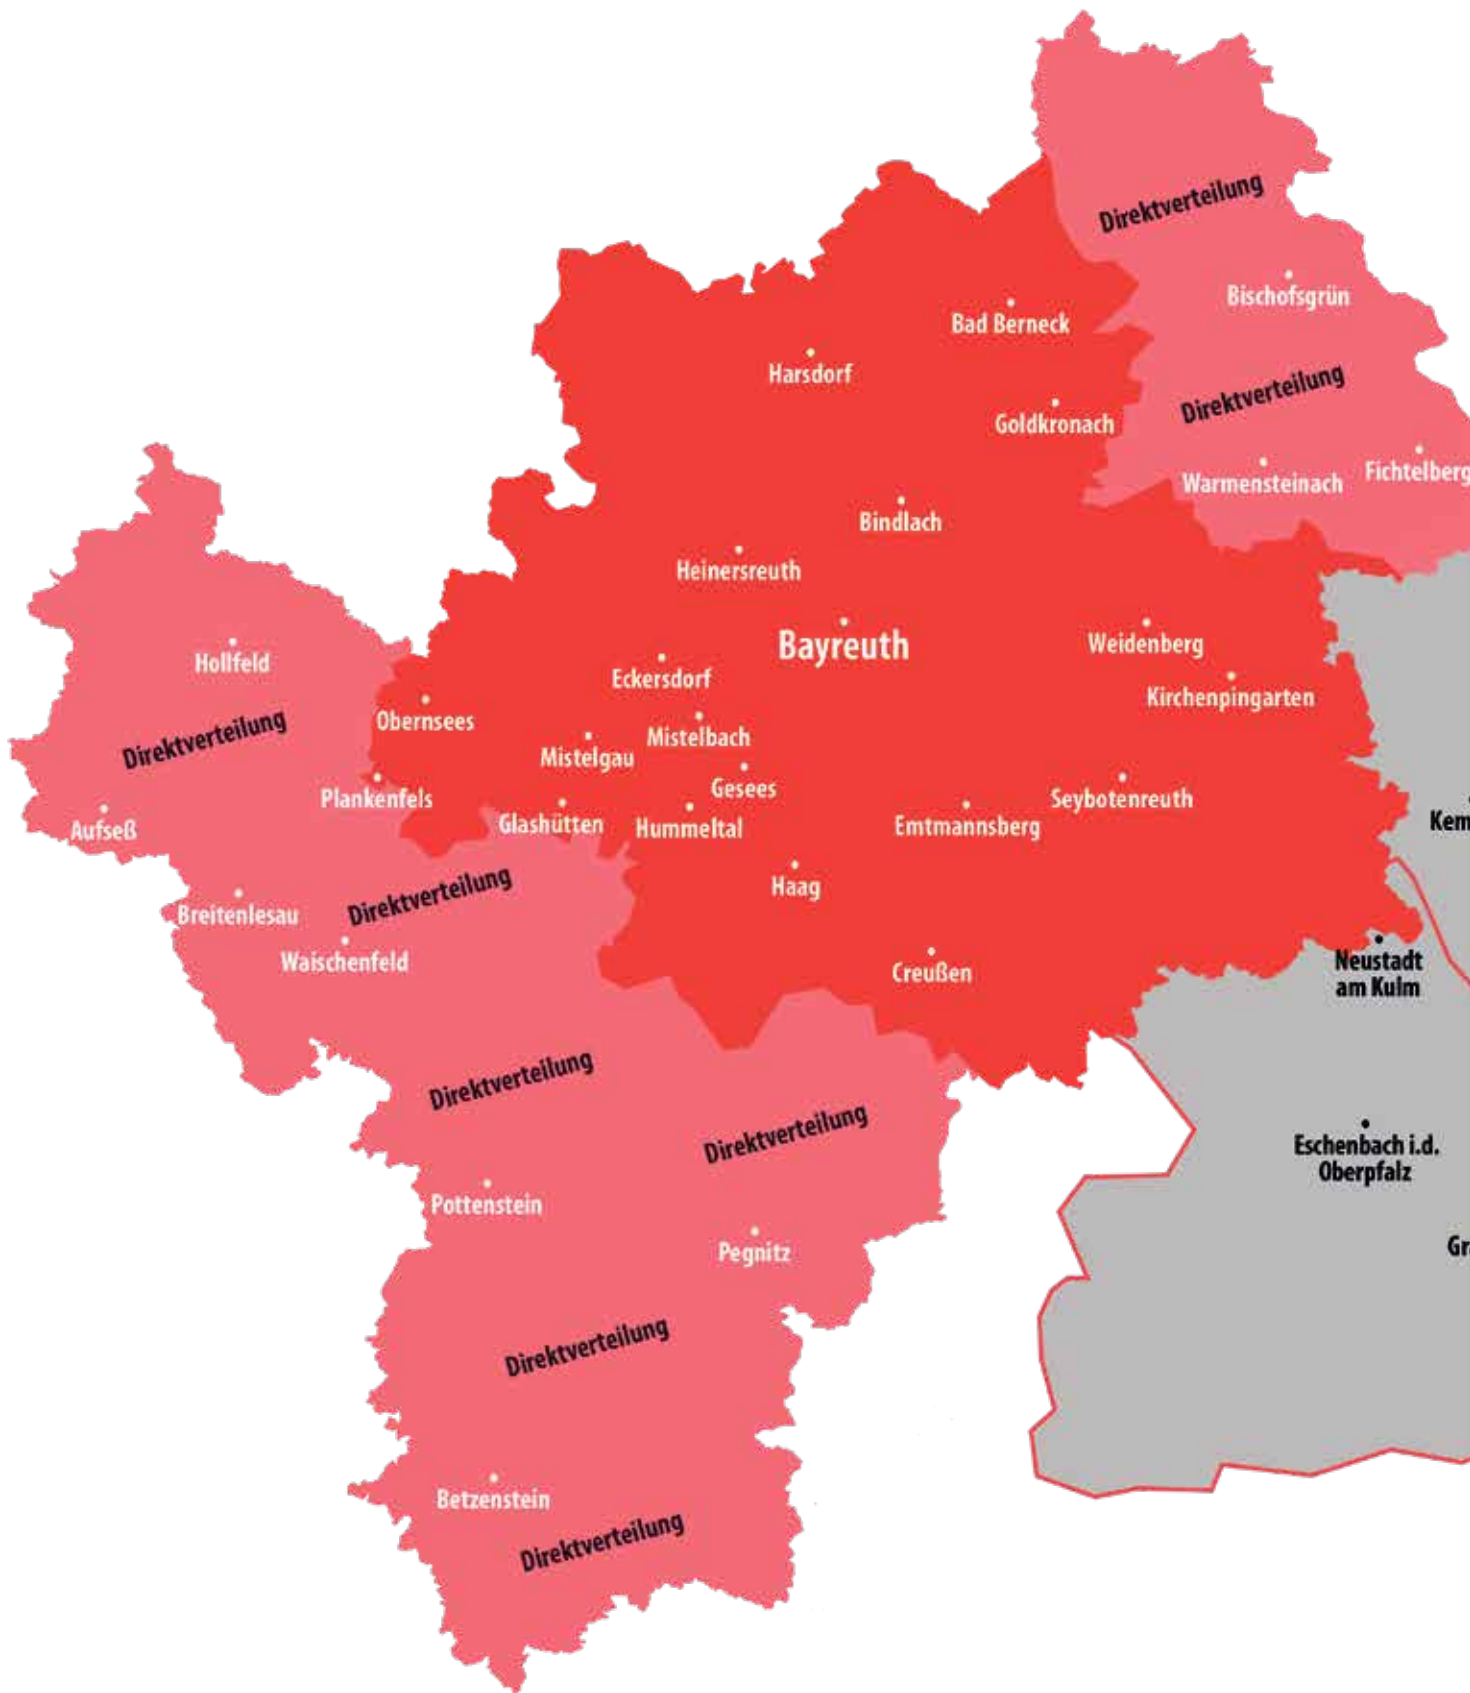 Direktverteilung
Bischofsgrün
Bad Berneck
Harsdorf
Direktverteilung
Goldkronach
Fichtelberg
Warmensteinach
Bindlach
Heinersreuth
Bayreuth
Weidenberg
Hollfeld
Eckersdorf
Kirchenpingarten
Obernsees
Direktverteilung
Mistelbach
Mistelgau
Gesees
Plankenfels
Seybotenreuth
Aufseß
Glashütten
Hummeltal
Emtmannsberg
Kem
Haag
Direktverteilung
Breitenlesau
Waischenfeld
Creußen
Neustadt
am Kulm
Direktverteilung
Direktverteilung
Eschenbach i.d.
Oberpfalz
Pottenstein
Pegnitz
Gr
Direktverteilung
Betzenstein
Direktverteilung